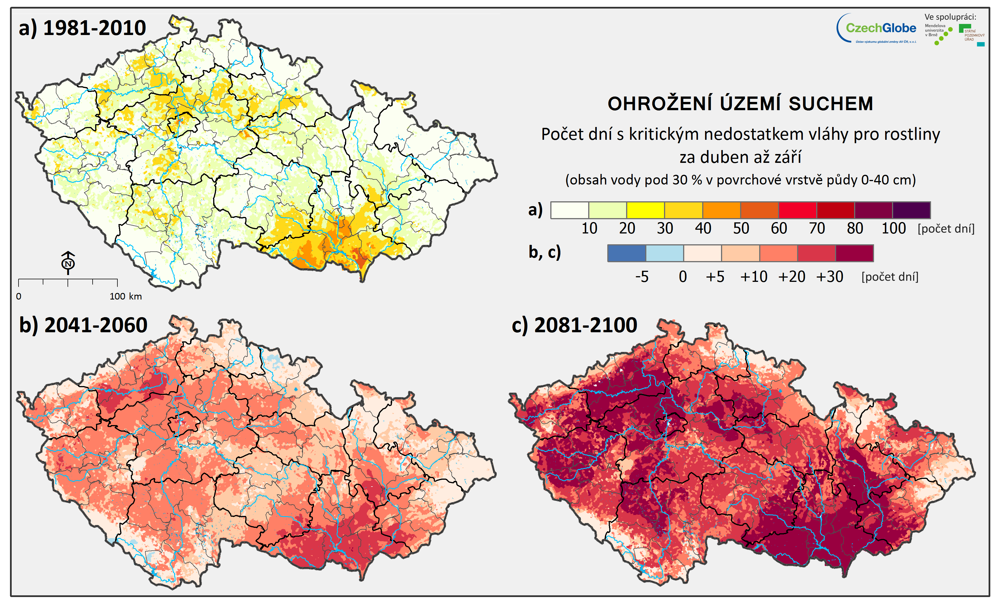 a) 1981-2010
CzechGlobe
Ústav výzkumu globální změny AV ČR, v. v. i.
Ve spolupráci:
Mendelova
univerzita
v Brně
STÁTNÍ
POZEMKOVÝ
ÚŘAD
OHROŽENÍ ÚZEMÍ SUCHEM
Počet dní s kritickým nedostatkem vláhy pro rostliny
za duben až září
(obsah vody pod 30 % v povrchové vrstvě půdy 0-40 cm)
a)
10 20 30 40 50 60 70 80 100 [počet dní]
b, c)
-5 0 +5 +10 +20 +30 [počet dní]
N
0 100 km
b) 2041-2060
c) 2081-2100